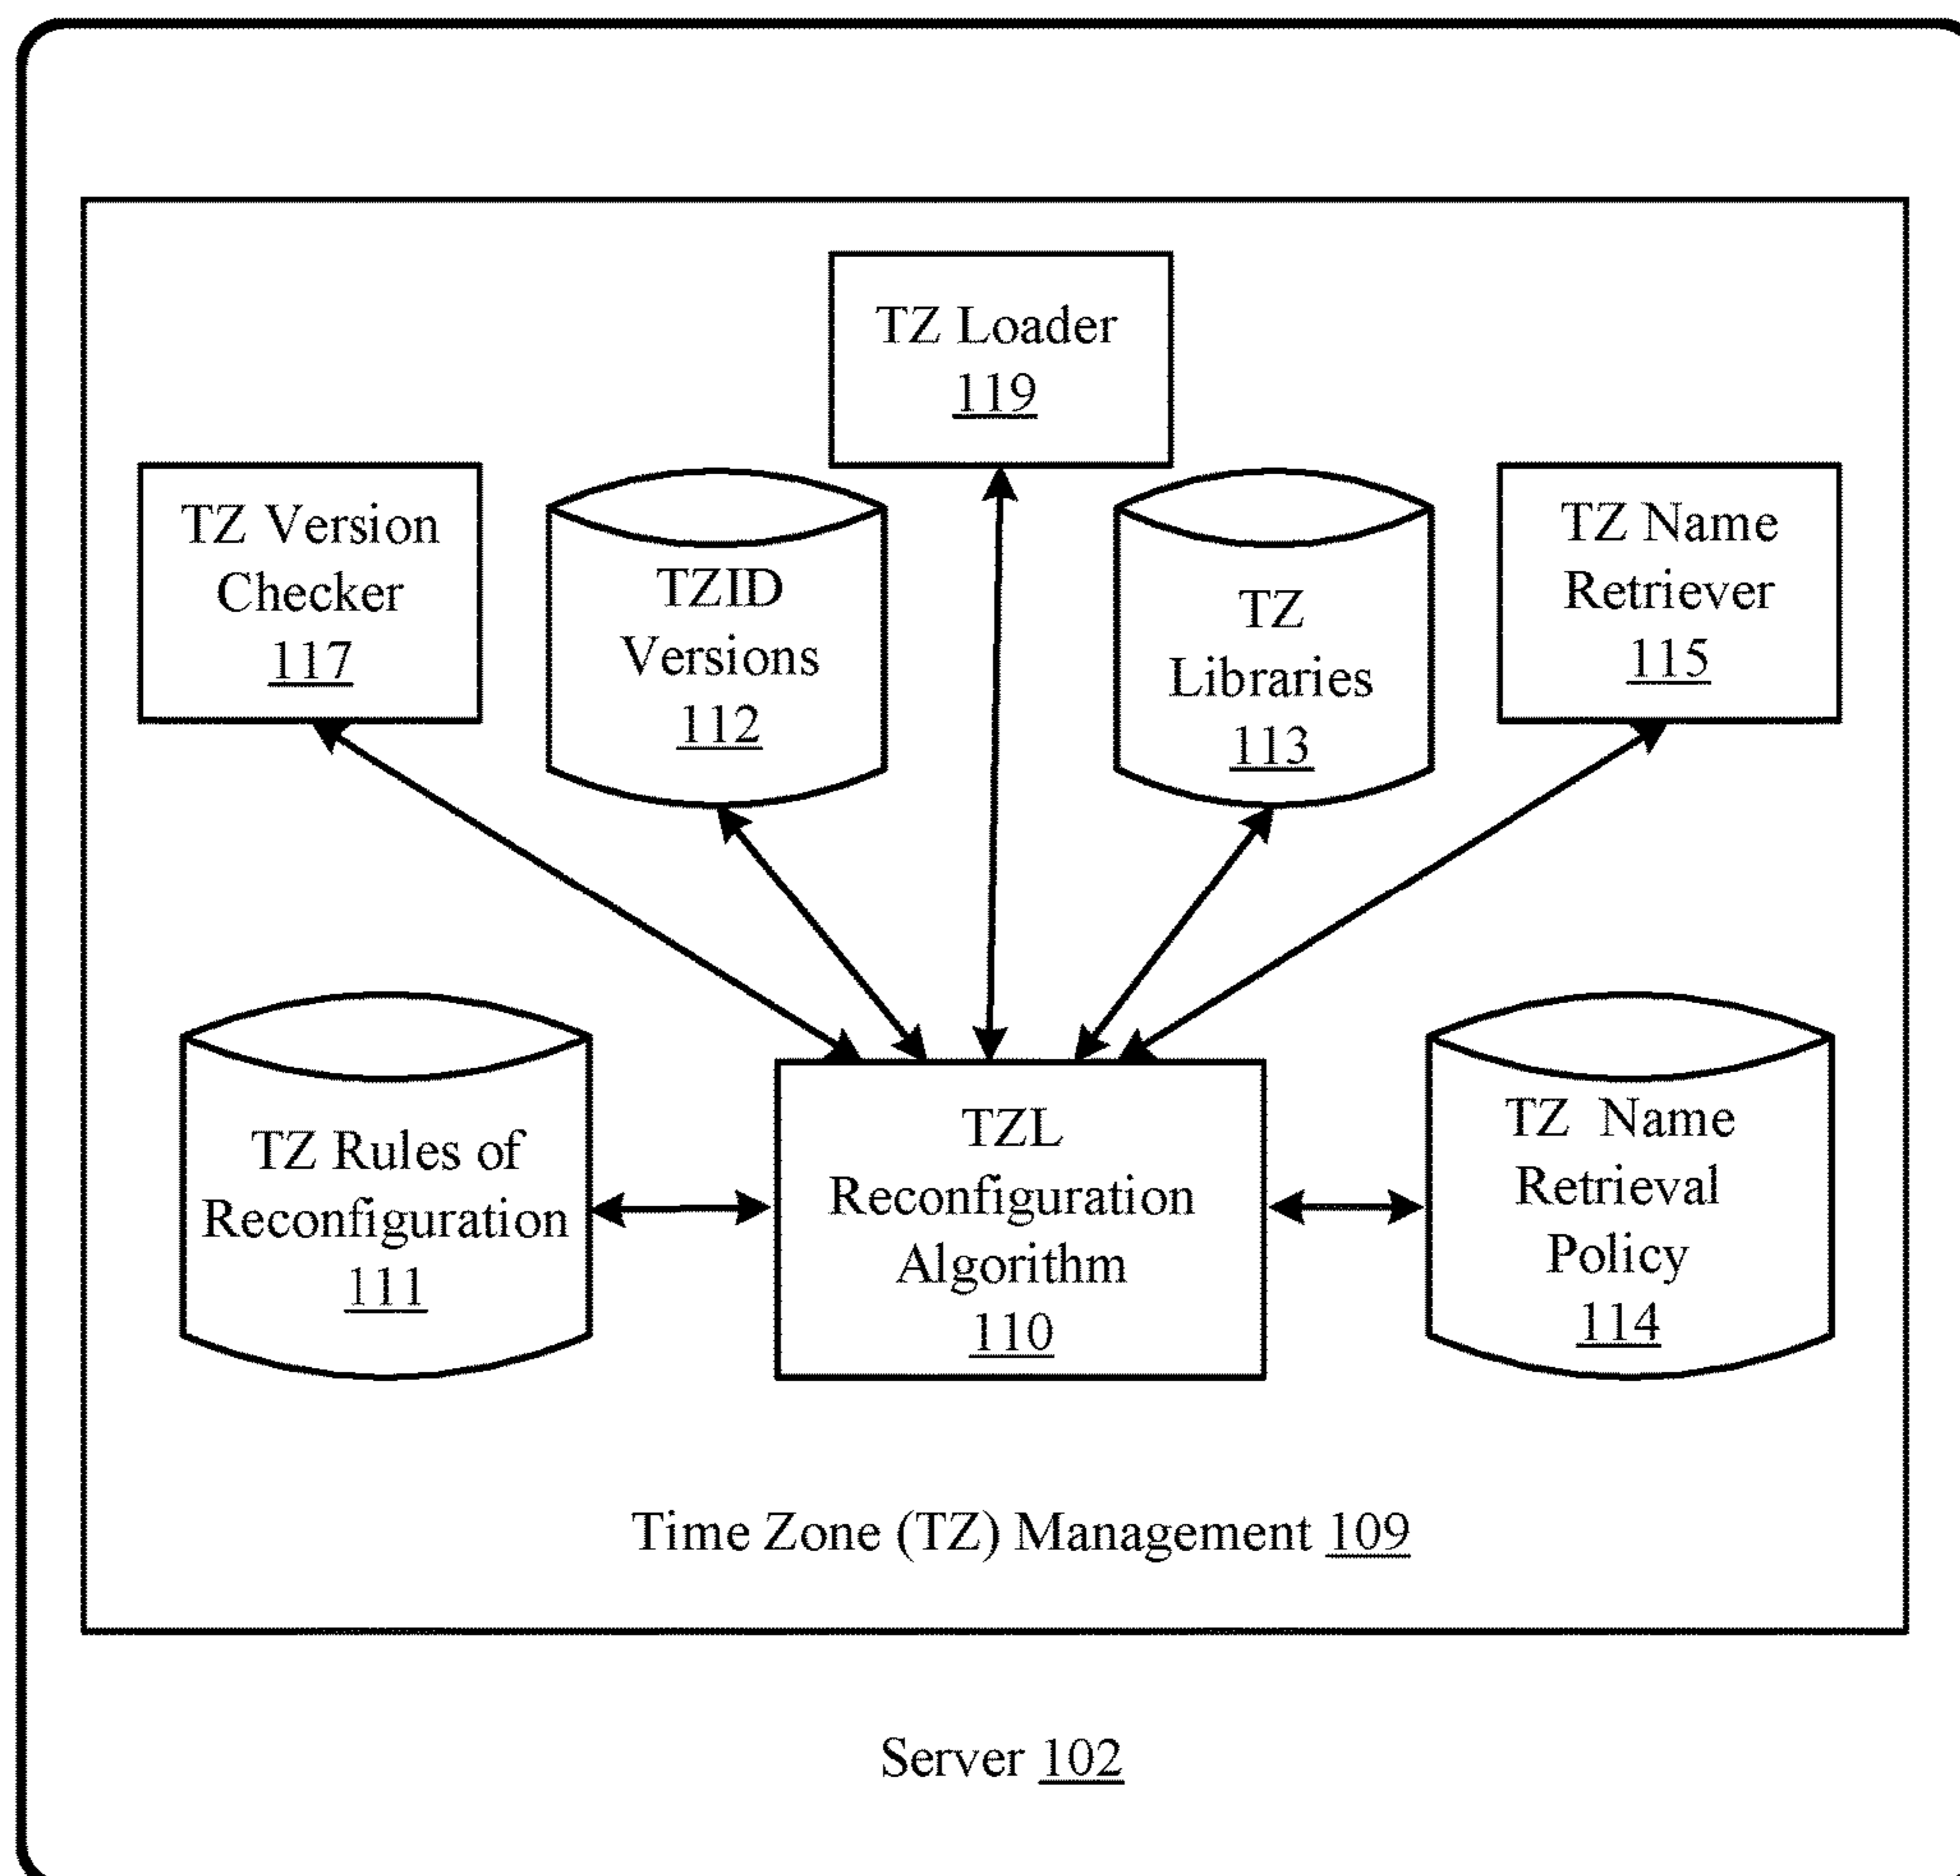 TZ Loader
119
TZ Version
Checker
117
TZID
Versions
112
TZ
Libraries
113
TZ Name
Retriever
115
TZ Rules of
Reconfiguration
111
TZL
Reconfiguration
Algorithm
110
TZ Name
Retrieval
Policy
114
Time Zone (TZ) Management 109
Server 102